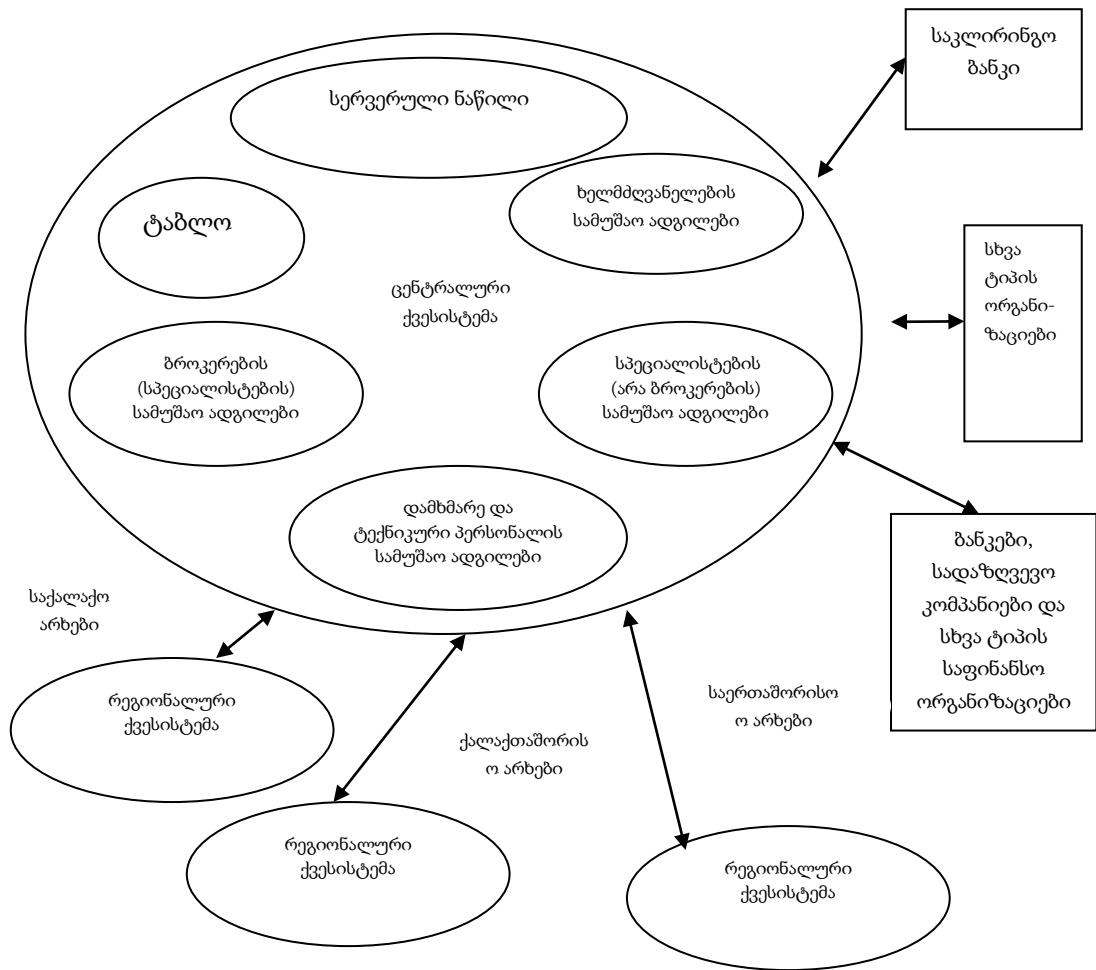 საკლირინგო
ბანკი
სერვერული ნაწილი
ხელმძღვანელების
სამუშაო ადგილები
ტაბლო
სხვა
ტიპის
ორგანი-
ზაციები
ცენტრალური
ქვესისტემა
ბროკერების
(სპეციალისტების)
სამუშაო ადგილები
სპეციალისტების
(არა ბროკერების)
სამუშაო ადგილები
დამხმარე და
ტექნიკური პერსონალის
სამუშაო ადგილები
ბანკები,
სადაზღვევო
კომპანიები და
სხვა ტიპის
საფინანსო
ორგანიზაციები
საქალაქო
არხები
რეგიონალური
ქვესისტემა
საერთაშორისო
ო არხები
ქალაქთაშორის
ო არხები
რეგიონალური
ქვესისტემა
რეგიონალური
ქვესისტემა